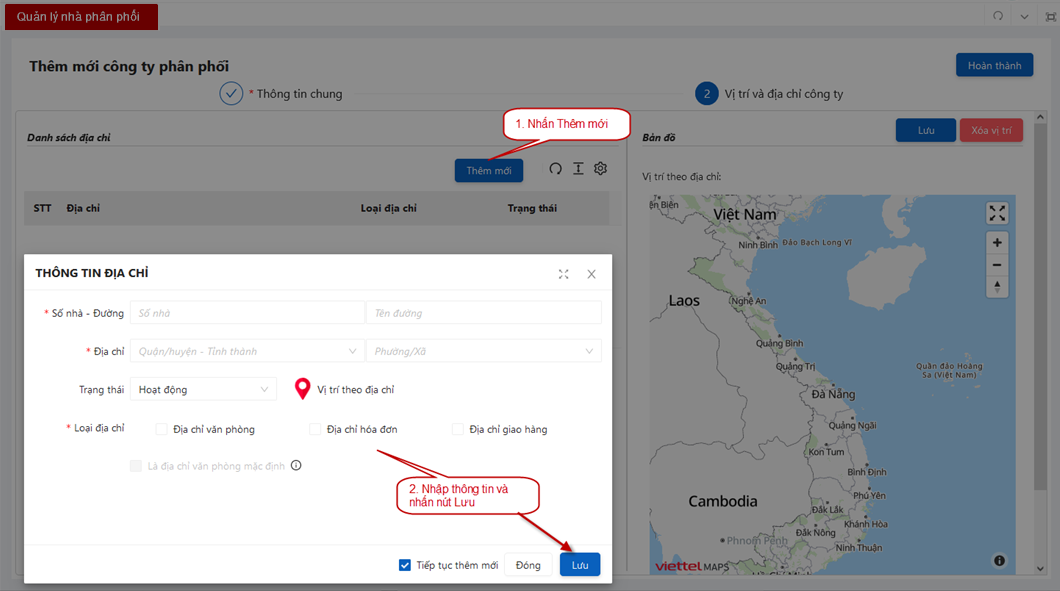 Quản lý nhà phân phối
Thêm mới công ty phân phối
Hoàn thành
* Thông tin chung
2 Vị trí và địa chỉ công ty
Danh sách địa chỉ
1. Nhấn Thêm mới
Thêm mới
STT Địa chỉ Loại địa chỉ Trạng thái
Bản đồ
Lưu
Xóa vị trí
Vị trí theo địa chỉ:
THÔNG TIN ĐỊA CHỈ
* Số nhà - Đường Số nhà Tên đường
* Địa chỉ Quận/huyện - Tỉnh thành Phường/Xã
Trạng thái Hoạt động Vị trí theo địa chỉ
* Loại địa chỉ Địa chỉ văn phòng Địa chỉ hóa đơn Địa chỉ giao hàng
Là địa chỉ văn phòng mặc định
2. Nhập thông tin và
nhấn nút Lưu
Tiếp tục thêm mới Đóng Lưu
ện Biên
Việt Nam
Ninh Bình
Đảo Bạch Long Vĩ
Laos
Nghệ An
Quảng Bình
Quảng Trị
Quần đảo Hoàng
Sa (Việt Nam)
Đà Nẵng
Quảng Ngãi
Kon Tum
Bình Định
Cambodia
Phú Yên
Đắk Lắk
Khánh Hòa
Đắk Nông
Phnom Penh
Ninh Thuận
viettel MAPS
Hồ Chí Minh